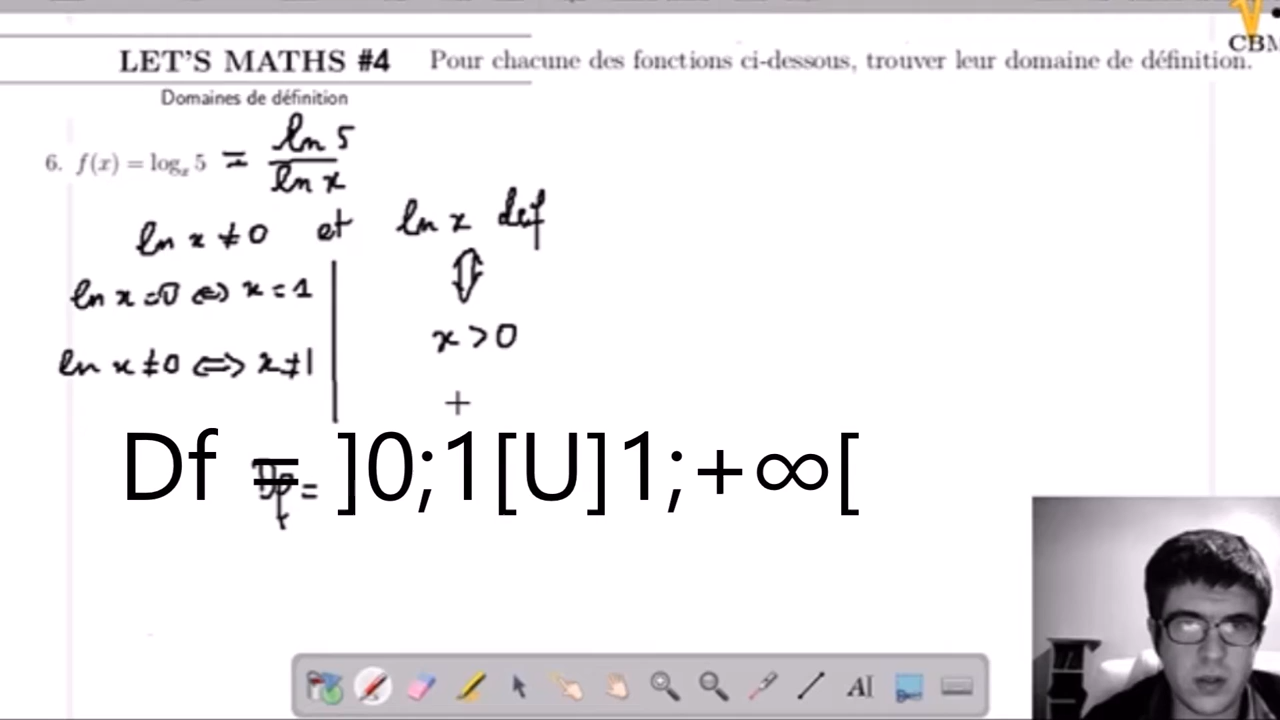 LET'S MATHS #4 Pour chacune des fonctions ci-dessous, trouver leur domaine de définition.
CBM
Domaines de définition
6. f(x) = logₓ 5 = ln 5 / ln x
ln x ≠ 0 et ln x def
ln x = 0 ⇔ x = 1
⇕
x > 0
ln x ≠ 0 ⇔ x ≠ 1
+
Df = ]0;1[U]1;+∞[
Df =
AI